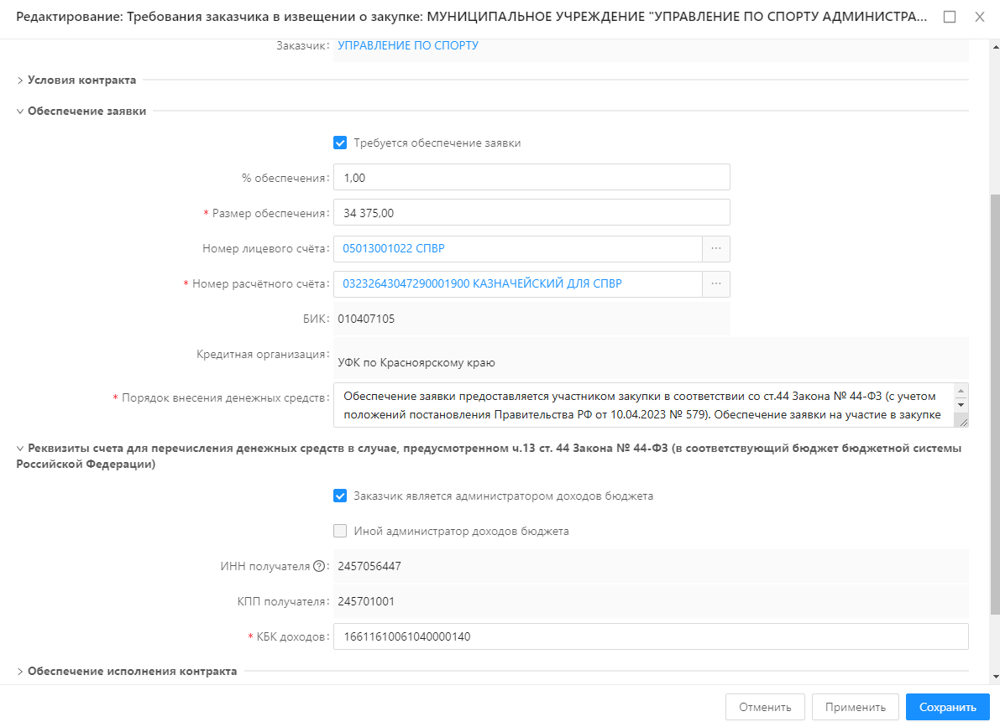 Редактирование: Требования заказчика в извещении о закупке: МУНИЦИПАЛЬНОЕ УЧРЕЖДЕНИЕ "УПРАВЛЕНИЕ ПО СПОРТУ АДМИНИСТРА...
Заказчик: УПРАВЛЕНИЕ ПО СПОРТУ
Условия контракта
Обеспечение заявки
Требуется обеспечение заявки
% обеспечения: 1,00
* Размер обеспечения: 34 375,00
Номер лицевого счёта: 05013001022 СПВР ...
* Номер расчётного счёта: 03232643047290001900 КАЗНАЧЕЙСКИЙ ДЛЯ СПВР ...
БИК: 010407105
Кредитная организация: УФК по Красноярскому краю
* Порядок внесения денежных средств: Обеспечение заявки предоставляется участником закупки в соответствии со ст.44 Закона № 44-ФЗ (с учетом
положений постановления Правительства РФ от 10.04.2023 № 579). Обеспечение заявки на участие в закупке
Реквизиты счета для перечисления денежных средств в случае, предусмотренном ч.13 ст. 44 Закона № 44-ФЗ (в соответствующий бюджет бюджетной системы
Российской Федерации)
Заказчик является администратором доходов бюджета
Иной администратор доходов бюджета
ИНН получателя ?: 2457056447
КПП получателя: 245701001
* КБК доходов: 16611610061040000140
Обеспечение исполнения контракта
Отменить Применить Сохранить